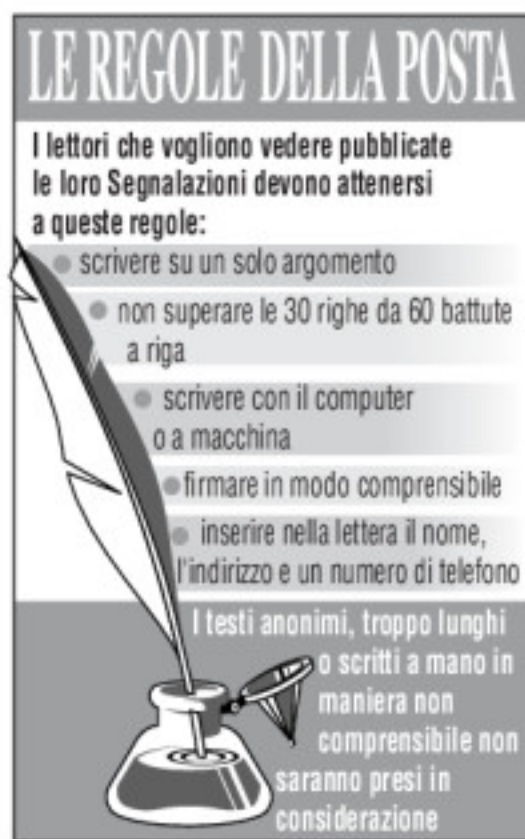 LE REGOLE DELLA POSTA
I lettori che vogliono vedere pubblicate
le loro Segnalazioni devono attenersi
a queste regole:
● scrivere su un solo argomento
● non superare le 30 righe da 60 battute
a riga
● scrivere con il computer
o a macchina
● firmare in modo comprensibile
● inserire nella lettera il nome,
l'indirizzo e un numero di telefono
I testi anonimi, troppo lunghi
o scritti a mano in
maniera non
comprensibile non
saranno presi in
considerazione